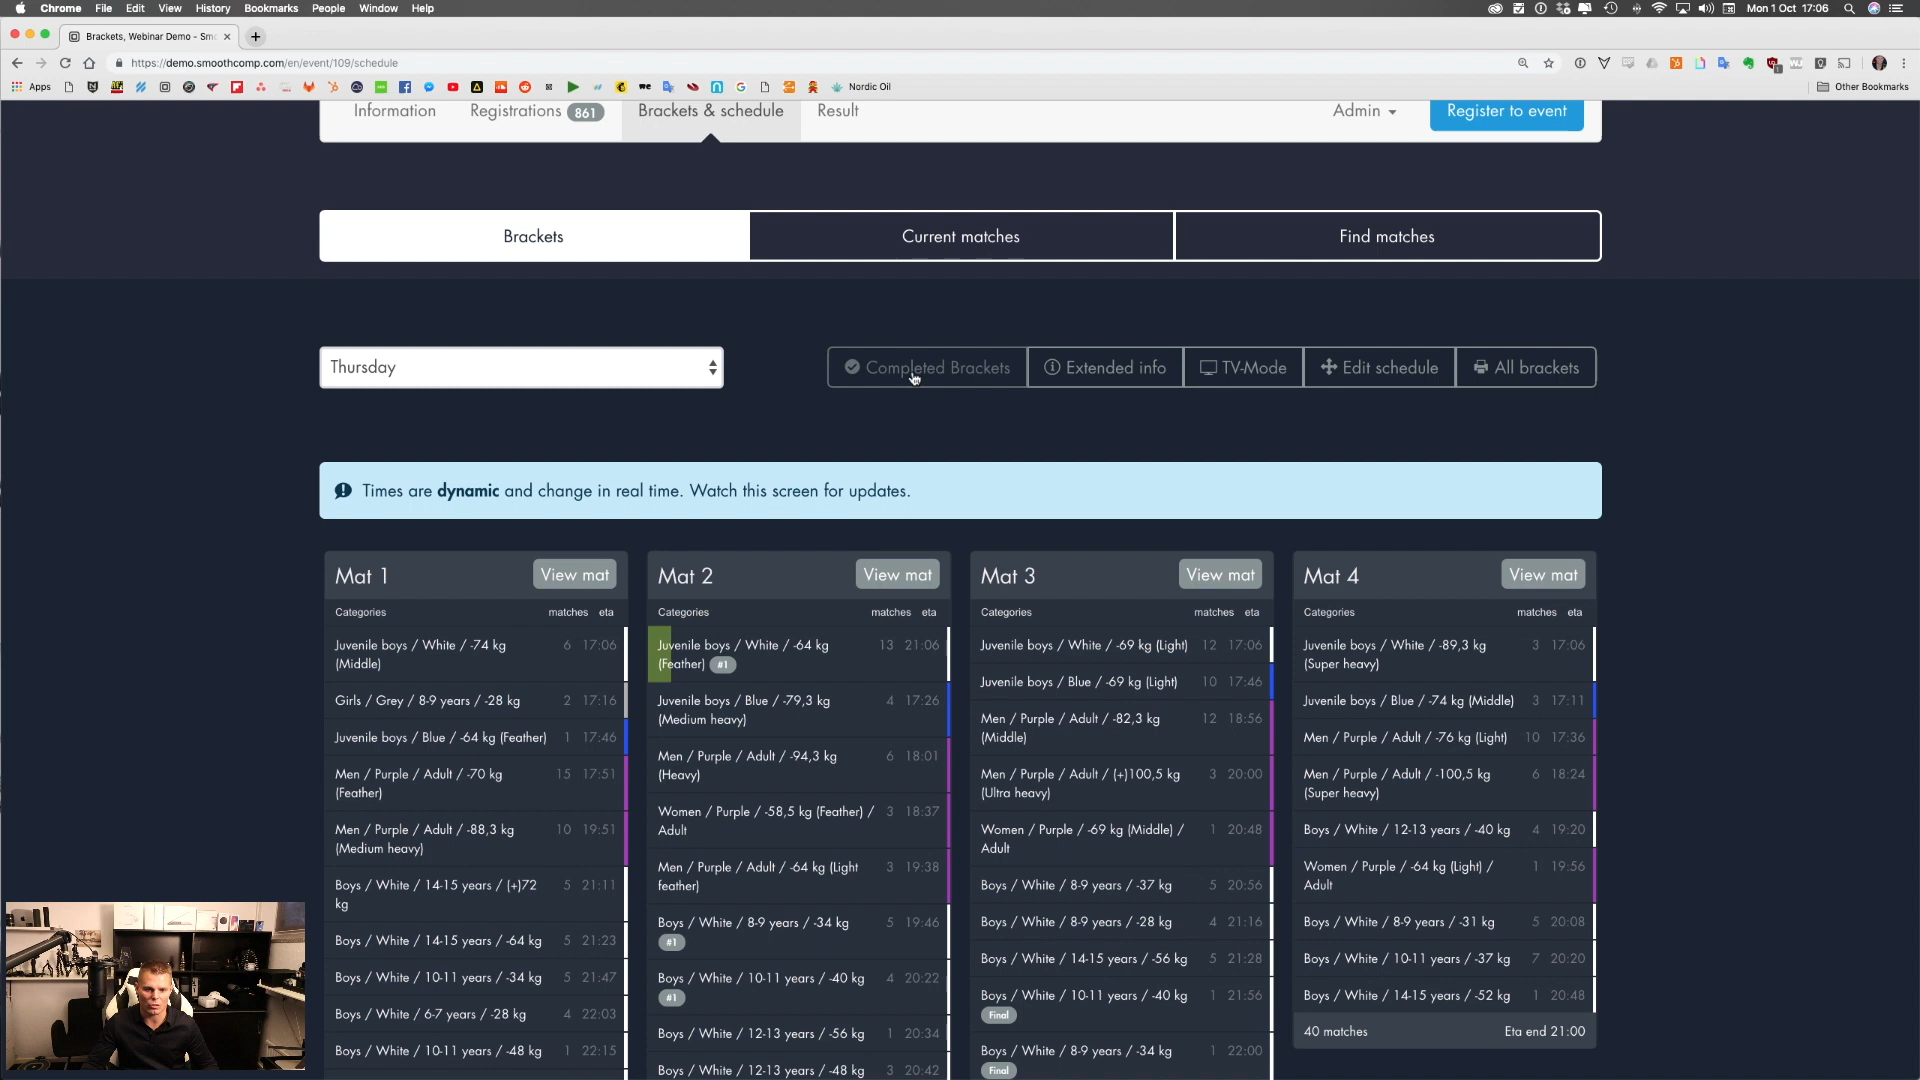 Chrome File Edit View History Bookmarks People Window Help
Mon 1 Oct 17:06
Brackets, Webinar Demo - Smo
https://demo.smoothcomp.com/en/event/109/schedule
Apps
Nordic Oil
Other Bookmarks
Information
Registrations 861
Brackets & schedule
Result
Admin
Register to event
Brackets
Current matches
Find matches
Thursday
Completed Brackets
Extended info
TV-Mode
Edit schedule
All brackets
Times are dynamic and change in real time. Watch this screen for updates.
Mat 1 View mat
Categories matches eta
Juvenile boys / White / -74 kg 6 17:06
(Middle)
Girls / Grey / 8-9 years / -28 kg 2 17:16
Juvenile boys / Blue / -64 kg (Feather) 1 17:46
Men / Purple / Adult / -70 kg 15 17:51
(Feather)
Men / Purple / Adult / -88,3 kg 10 19:51
(Medium heavy)
Boys / White / 14-15 years / (+)72 5 21:11
kg
Boys / White / 14-15 years / -64 kg 5 21:23
Boys / White / 10-11 years / -34 kg 5 21:47
Boys / White / 6-7 years / -28 kg 4 22:03
Boys / White / 10-11 years / -48 kg 1 22:15
Mat 2 View mat
Categories matches eta
Juvenile boys / White / -64 kg 13 21:06
(Feather) #1
Juvenile boys / Blue / -79,3 kg 4 17:26
(Medium heavy)
Men / Purple / Adult / -94,3 kg 6 18:01
(Heavy)
Women / Purple / -58,5 kg (Feather) / 3 18:37
Adult
Men / Purple / Adult / -64 kg (Light 3 19:38
feather)
Boys / White / 8-9 years / -34 kg 5 19:46
#1
Boys / White / 10-11 years / -40 kg 4 20:22
#1
Boys / White / 12-13 years / -56 kg 1 20:34
Boys / White / 12-13 years / -48 kg 3 20:42
Mat 3 View mat
Categories matches eta
Juvenile boys / White / -69 kg (Light) 12 17:06
Juvenile boys / Blue / -69 kg (Light) 10 17:46
Men / Purple / Adult / -82,3 kg 12 18:56
(Middle)
Men / Purple / Adult / (+)100,5 kg 3 20:00
(Ultra heavy)
Women / Purple / -69 kg (Middle) / 1 20:48
Adult
Boys / White / 8-9 years / -37 kg 5 20:56
Boys / White / 8-9 years / -28 kg 4 21:16
Boys / White / 14-15 years / -56 kg 5 21:28
Boys / White / 10-11 years / -40 kg 1 21:56
Final
Boys / White / 8-9 years / -34 kg 1 22:00
Final
Mat 4 View mat
Categories matches eta
Juvenile boys / White / -89,3 kg 3 17:06
(Super heavy)
Juvenile boys / Blue / -74 kg (Middle) 3 17:11
Men / Purple / Adult / -76 kg (Light) 10 17:36
Men / Purple / Adult / -100,5 kg 6 18:24
(Super heavy)
Boys / White / 12-13 years / -40 kg 4 19:20
Women / Purple / -64 kg (Light) / 1 19:56
Adult
Boys / White / 8-9 years / -31 kg 5 20:08
Boys / White / 10-11 years / -37 kg 7 20:20
Boys / White / 14-15 years / -52 kg 1 20:48
40 matches Eta end 21:00